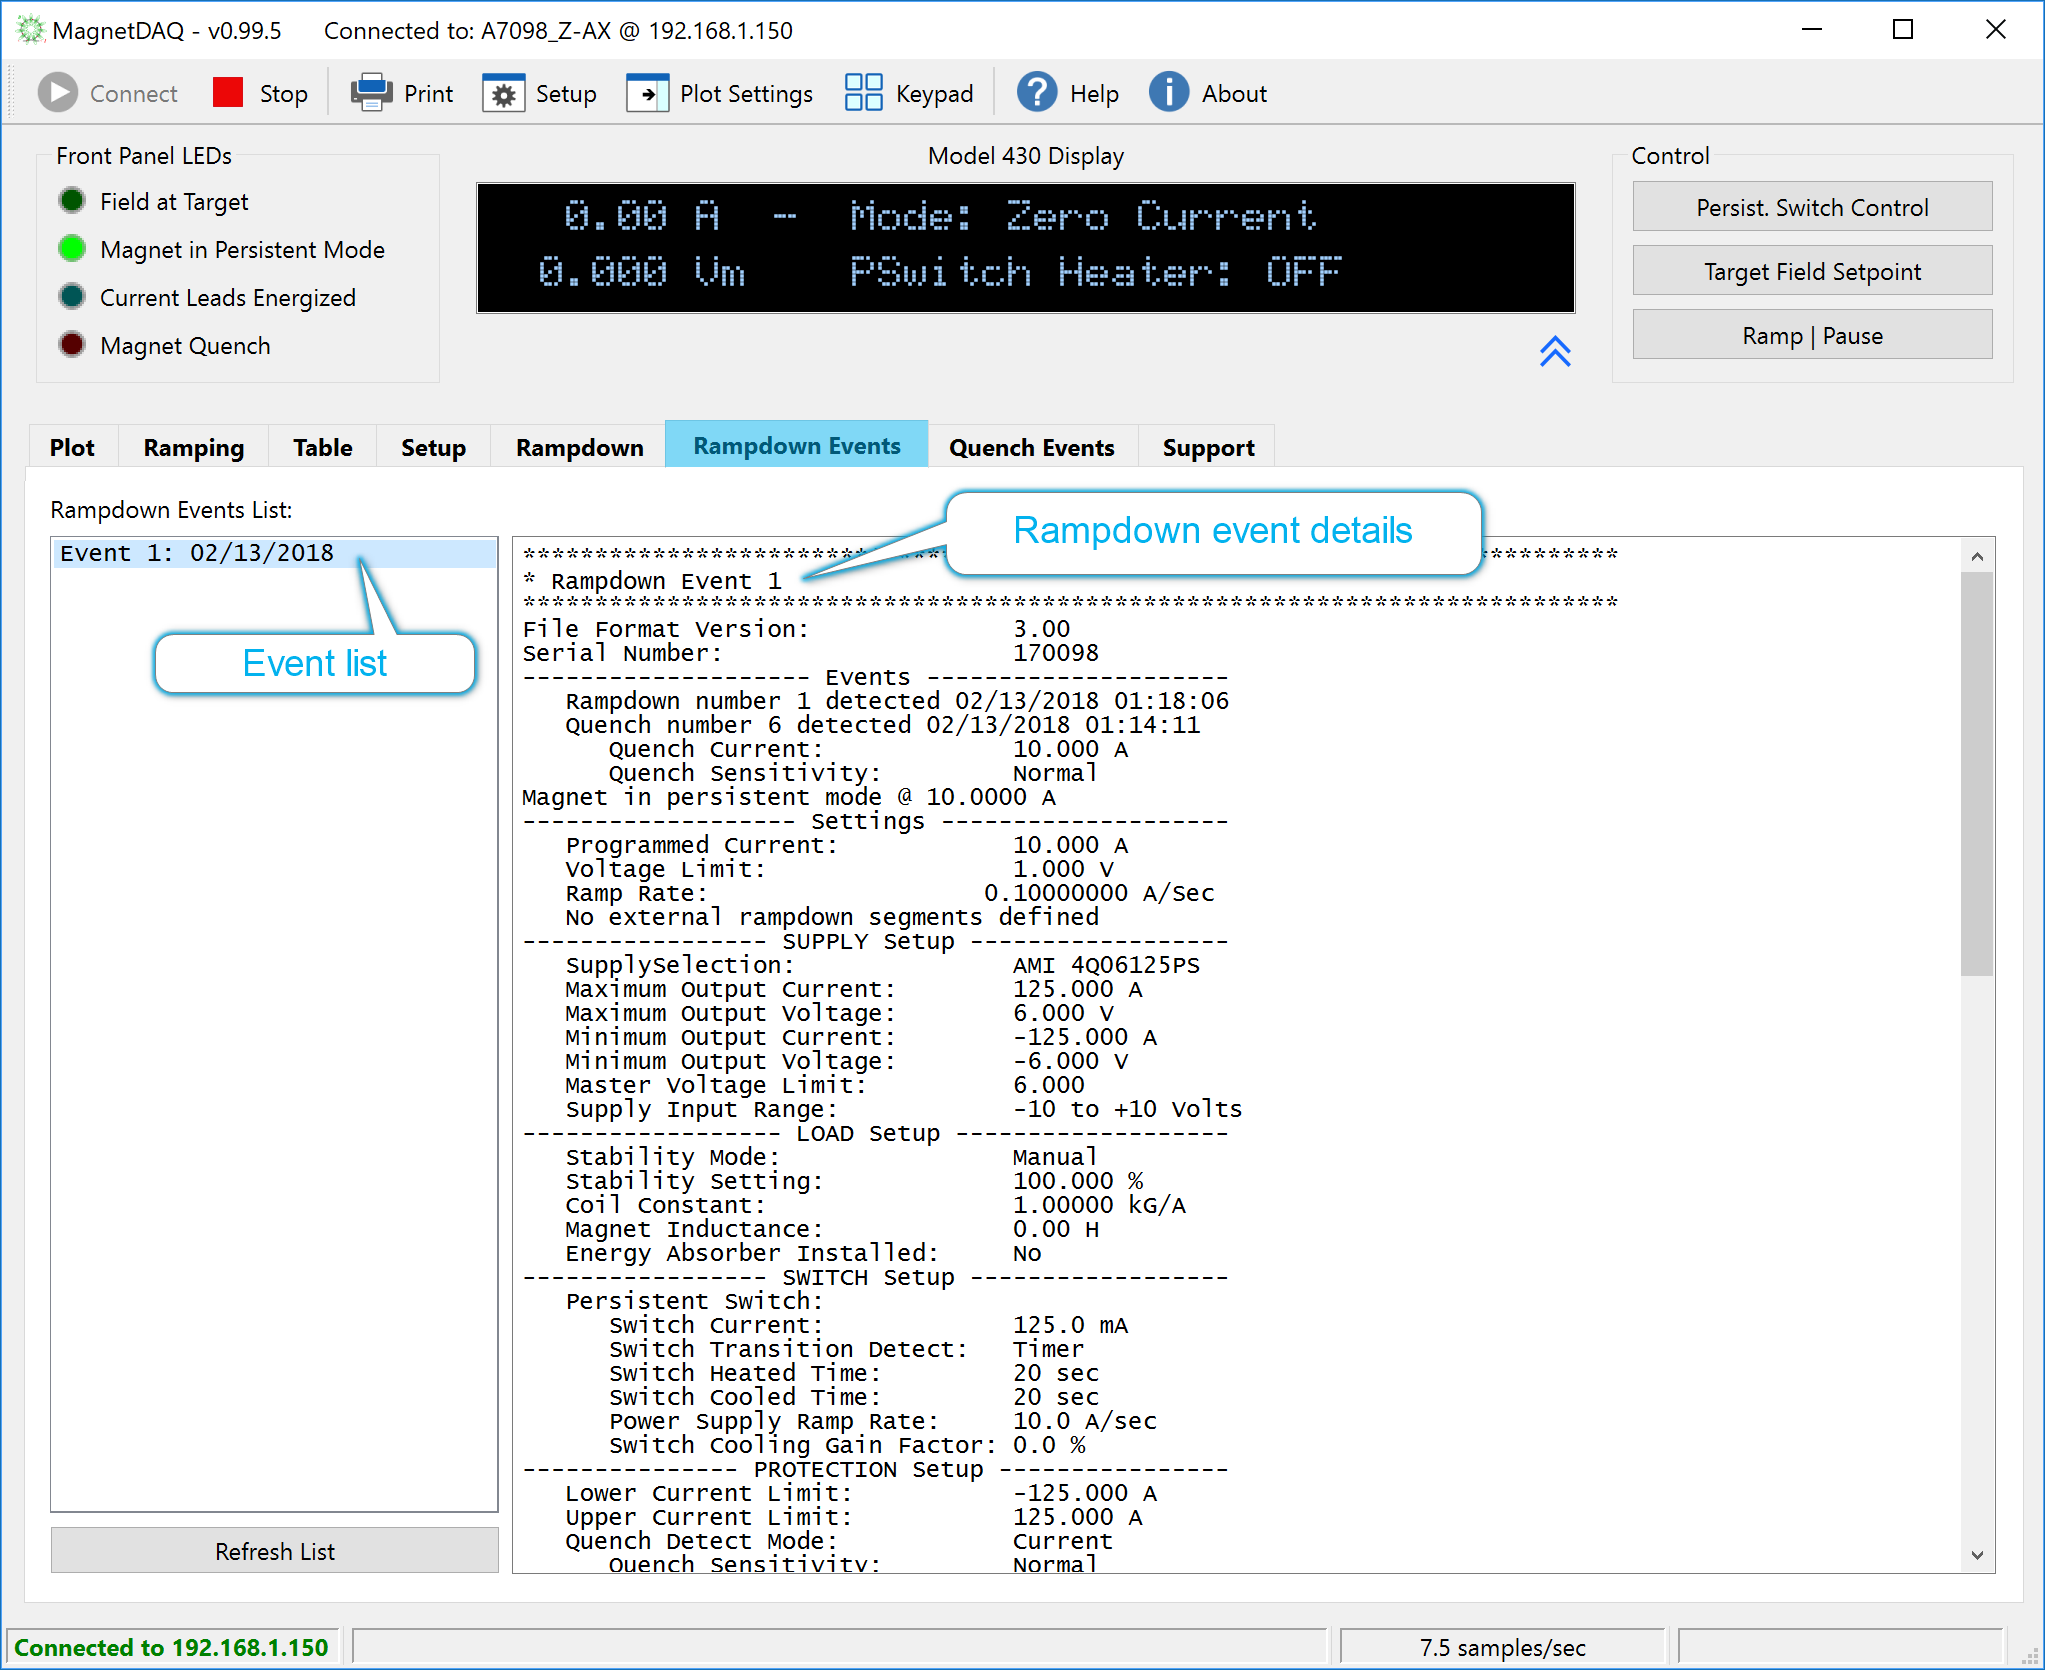 MagnetDAQ - v0.99.5 Connected to: A7098_Z-AX @ 192.168.1.150
Connect Stop Print Setup Plot Settings Keypad Help About
Front Panel LEDs
Field at Target
Magnet in Persistent Mode
Current Leads Energized
Magnet Quench
Model 430 Display
0.00 A - Mode: Zero Current
0.000 Vm PSwitch Heater: OFF
Control
Persist. Switch Control
Target Field Setpoint
Ramp | Pause
Plot Ramping Table Setup Rampdown Rampdown Events Quench Events Support
Rampdown Events List:
Event 1: 02/13/2018
Event list
Refresh List
Rampdown event details
****************************************************************************
* Rampdown Event 1
****************************************************************************
File Format Version: 3.00
Serial Number: 170098
-------------------- Events ---------------------
Rampdown number 1 detected 02/13/2018 01:18:06
Quench number 6 detected 02/13/2018 01:14:11
Quench Current: 10.000 A
Quench Sensitivity: Normal
Magnet in persistent mode @ 10.0000 A
------------------- Settings --------------------
Programmed Current: 10.000 A
Voltage Limit: 1.000 V
Ramp Rate: 0.10000000 A/Sec
No external rampdown segments defined
----------------- SUPPLY Setup ------------------
SupplySelection: AMI 4Q06125PS
Maximum Output Current: 125.000 A
Maximum Output Voltage: 6.000 V
Minimum Output Current: -125.000 A
Minimum Output Voltage: -6.000 V
Master Voltage Limit: 6.000
Supply Input Range: -10 to +10 Volts
------------------ LOAD Setup -------------------
Stability Mode: Manual
Stability Setting: 100.000 %
Coil Constant: 1.00000 kG/A
Magnet Inductance: 0.00 H
Energy Absorber Installed: No
----------------- SWITCH Setup ------------------
Persistent Switch:
Switch Current: 125.0 mA
Switch Transition Detect: Timer
Switch Heated Time: 20 sec
Switch Cooled Time: 20 sec
Power Supply Ramp Rate: 10.0 A/sec
Switch Cooling Gain Factor: 0.0 %
--------------- PROTECTION Setup ----------------
Lower Current Limit: -125.000 A
Upper Current Limit: 125.000 A
Quench Detect Mode: Current
Quench Sensitivity: Normal
Connected to 192.168.1.150
7.5 samples/sec